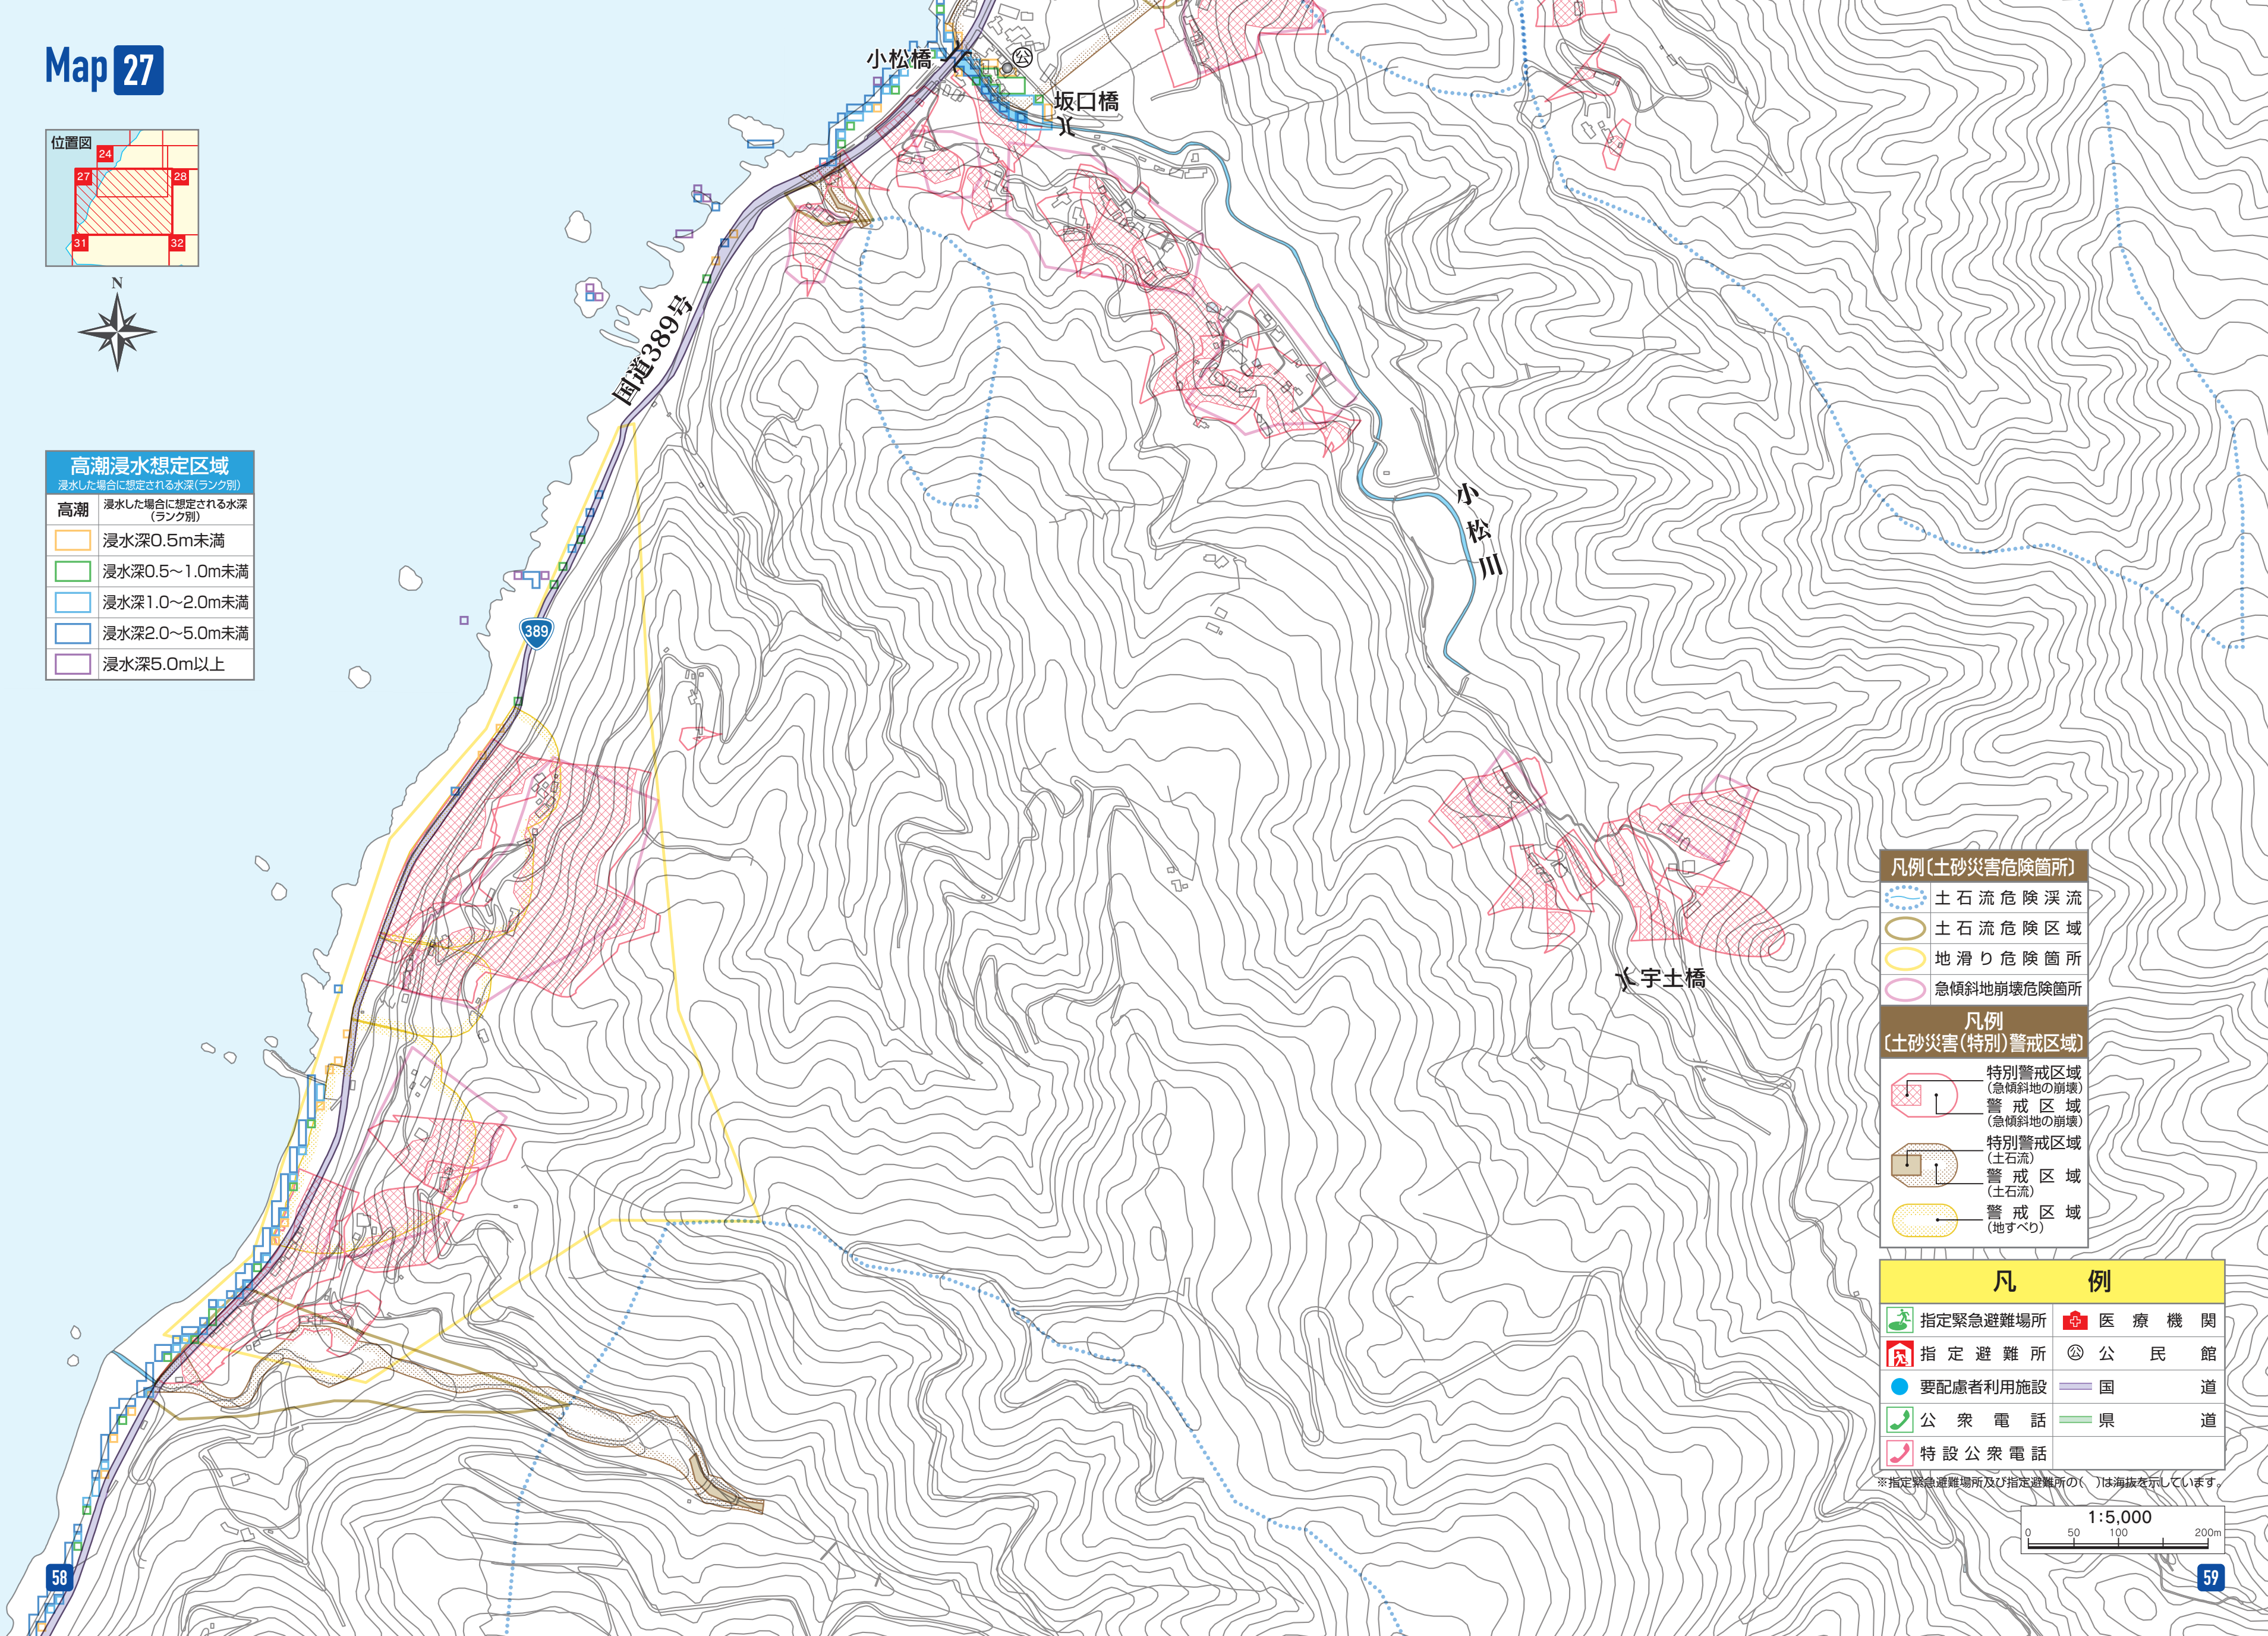 Map 27
位置図
24
27
28
31
32
N
小松橋
公
坂口橋
国道389号
389
小松川
宇土橋
高潮浸水想定区域
浸水した場合に想定される水深(ランク別)
高潮
浸水した場合に想定される水深
(ランク別)
浸水深0.5m未満
浸水深0.5〜1.0m未満
浸水深1.0〜2.0m未満
浸水深2.0〜5.0m未満
浸水深5.0m以上
凡例〔土砂災害危険箇所〕
土石流危険渓流
土石流危険区域
地滑り危険箇所
急傾斜地崩壊危険箇所
凡例
〔土砂災害(特別)警戒区域〕
特別警戒区域
(急傾斜地の崩壊)
警戒区域
(急傾斜地の崩壊)
特別警戒区域
(土石流)
警戒区域
(土石流)
警戒区域
(地すべり)
凡例
指定緊急避難場所
医療機関
指定避難所
公 公民館
要配慮者利用施設
国道
公衆電話
県道
特設公衆電話
※指定緊急避難場所及び指定避難所の( )は海抜を示しています。
1:5,000
0 50 100 200m
58
59